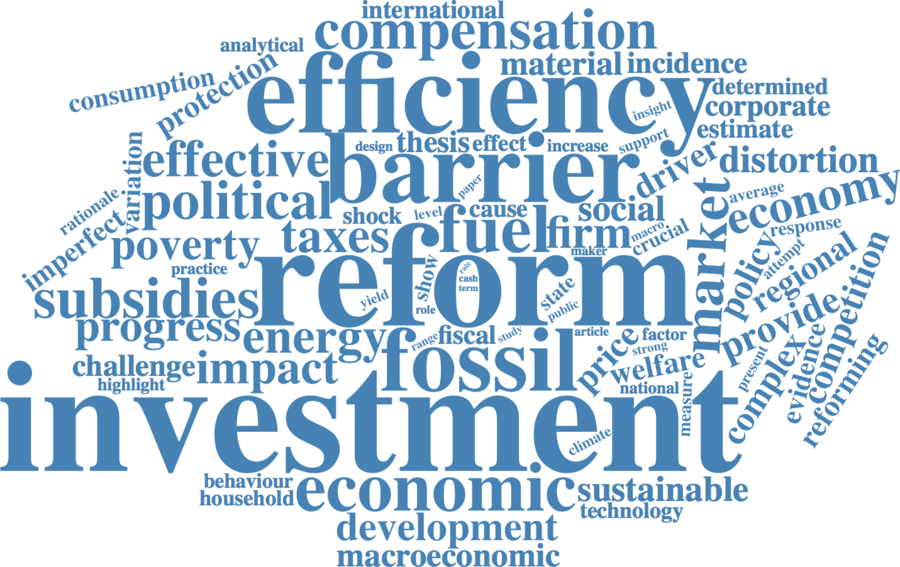 international
compensation
analytical
efficiency
material incidence
consumption
protection
determined
corporate
insight
estimate
variation
effective
design
thesis
effect
increase
support
barrier
driver
distortion
rationale
political
paper
average
economy
imperfect
shock
level
cause
social
market
poverty
taxes
fuel
firm
macro
crucial
response
practice
show
rate
cash
term
maker
policy
attempt
regional
subsidies
reform
yield
role
state
public
competition
progress
energy
range
fiscal
study
article
price
factor
provide
challenge
impact
fossil
strong
welfare
present
complex
evidence
reforming
highlight
national
measure
investment
climate
behaviour
household
economic
sustainable
technology
development
macroeconomic